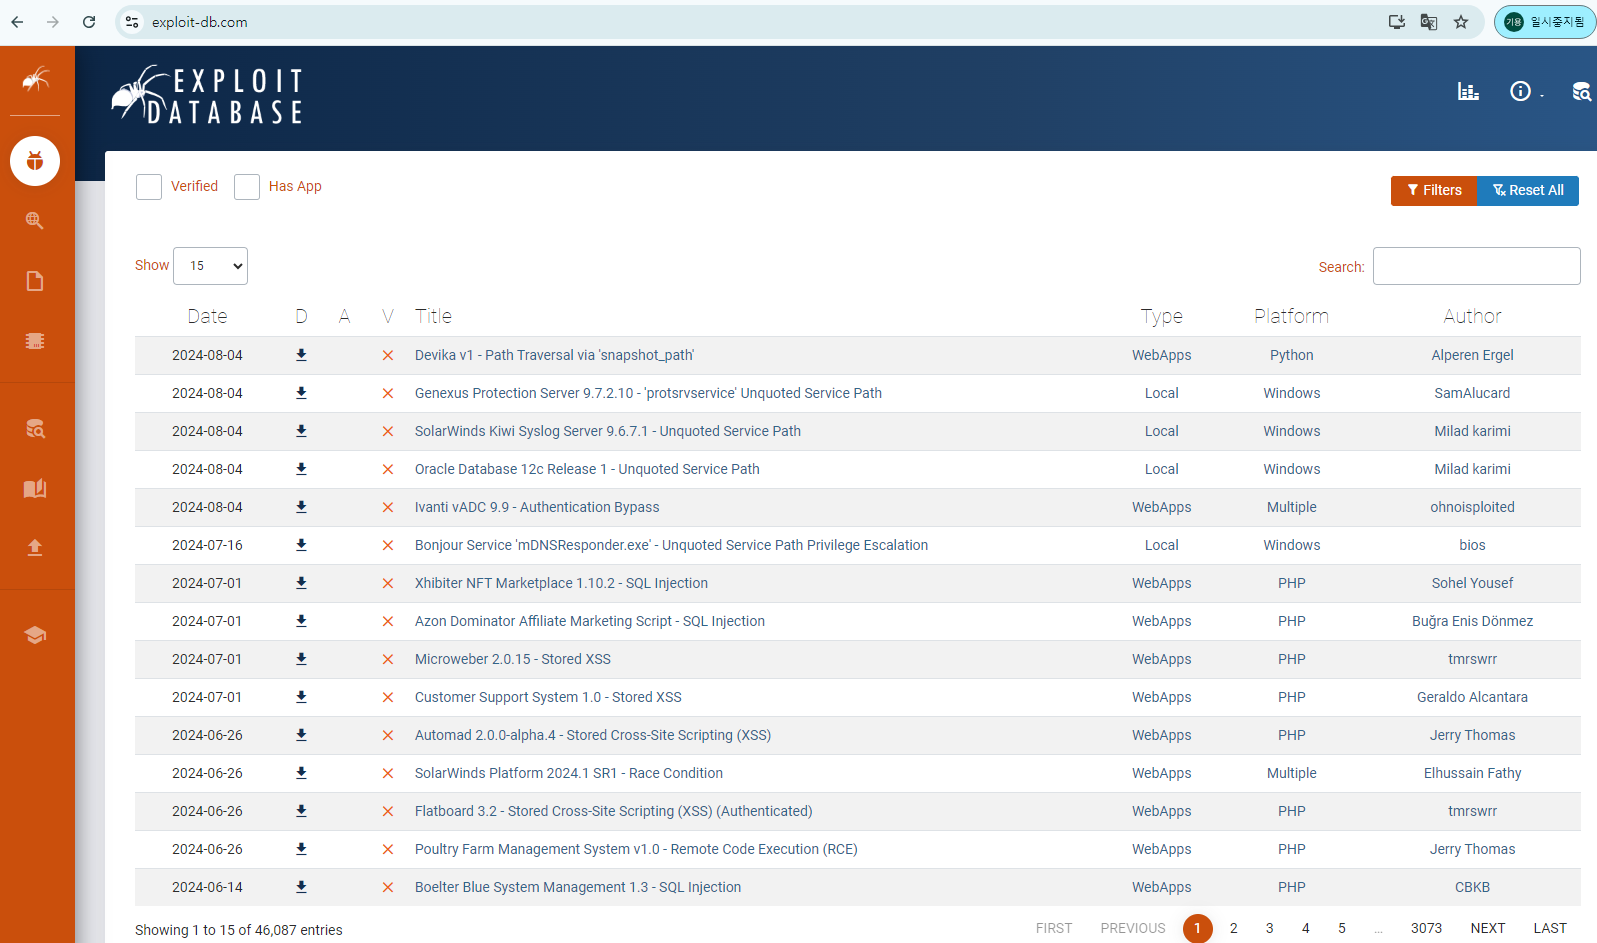 exploit-db.com
기용 일시중지됨
EXPLOIT
DATABASE
Verified Has App
Filters Reset All
Show 15 Search:
Date D A V Title Type Platform Author
2024-08-04 Devika v1 - Path Traversal via 'snapshot_path' WebApps Python Alperen Ergel
2024-08-04 Genexus Protection Server 9.7.2.10 - 'protsrvservice' Unquoted Service Path Local Windows SamAlucard
2024-08-04 SolarWinds Kiwi Syslog Server 9.6.7.1 - Unquoted Service Path Local Windows Milad karimi
2024-08-04 Oracle Database 12c Release 1 - Unquoted Service Path Local Windows Milad karimi
2024-08-04 Ivanti vADC 9.9 - Authentication Bypass WebApps Multiple ohnoisploited
2024-07-16 Bonjour Service 'mDNSResponder.exe' - Unquoted Service Path Privilege Escalation Local Windows bios
2024-07-01 Xhibiter NFT Marketplace 1.10.2 - SQL Injection WebApps PHP Sohel Yousef
2024-07-01 Azon Dominator Affiliate Marketing Script - SQL Injection WebApps PHP Buğra Enis Dönmez
2024-07-01 Microweber 2.0.15 - Stored XSS WebApps PHP tmrswrr
2024-07-01 Customer Support System 1.0 - Stored XSS WebApps PHP Geraldo Alcantara
2024-06-26 Automad 2.0.0-alpha.4 - Stored Cross-Site Scripting (XSS) WebApps PHP Jerry Thomas
2024-06-26 SolarWinds Platform 2024.1 SR1 - Race Condition WebApps Multiple Elhussain Fathy
2024-06-26 Flatboard 3.2 - Stored Cross-Site Scripting (XSS) (Authenticated) WebApps PHP tmrswrr
2024-06-26 Poultry Farm Management System v1.0 - Remote Code Execution (RCE) WebApps PHP Jerry Thomas
2024-06-14 Boelter Blue System Management 1.3 - SQL Injection WebApps PHP CBKB
Showing 1 to 15 of 46,087 entries FIRST PREVIOUS 1 2 3 4 5 ... 3073 NEXT LAST